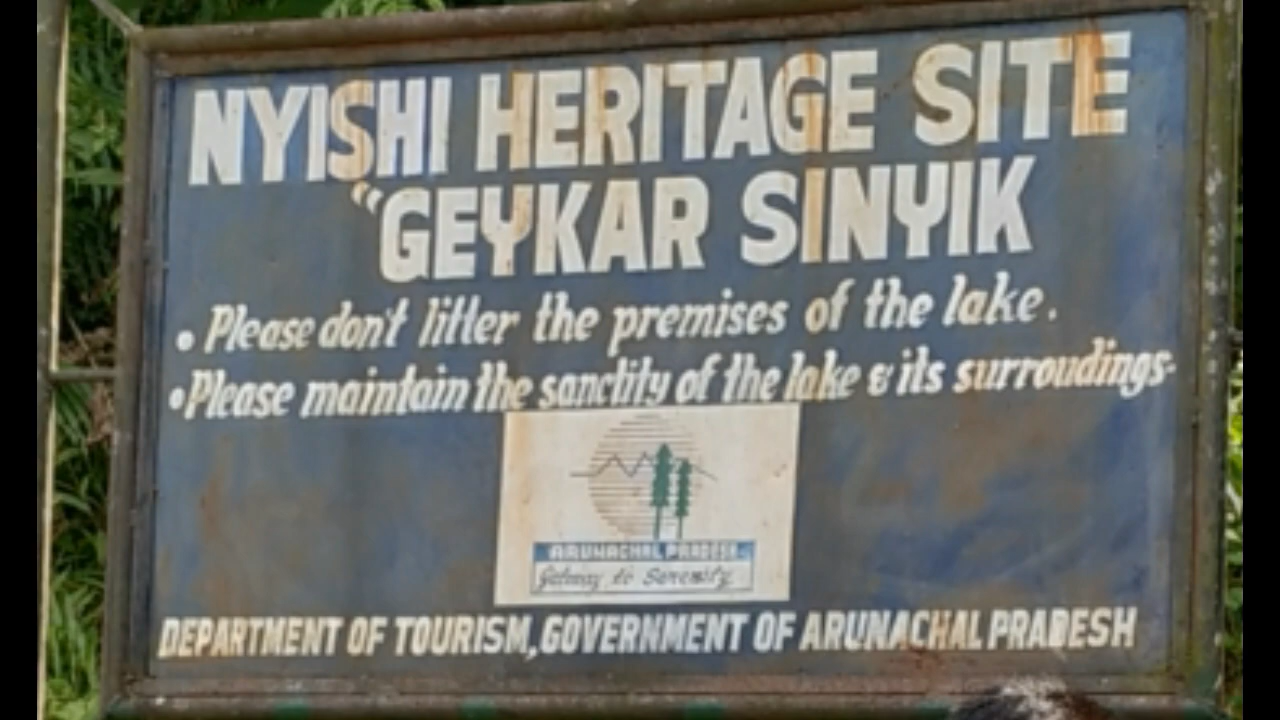 NYISHI HERITAGE SITE
"GEYKAR SINYIK
• Please don't litter the premises of the lake.
• Please maintain the sanctity of the lake & its surroudings.
ARUNACHAL PRADESH
Gateway to Serenity
DEPARTMENT OF TOURISM, GOVERNMENT OF ARUNACHAL PRADESH